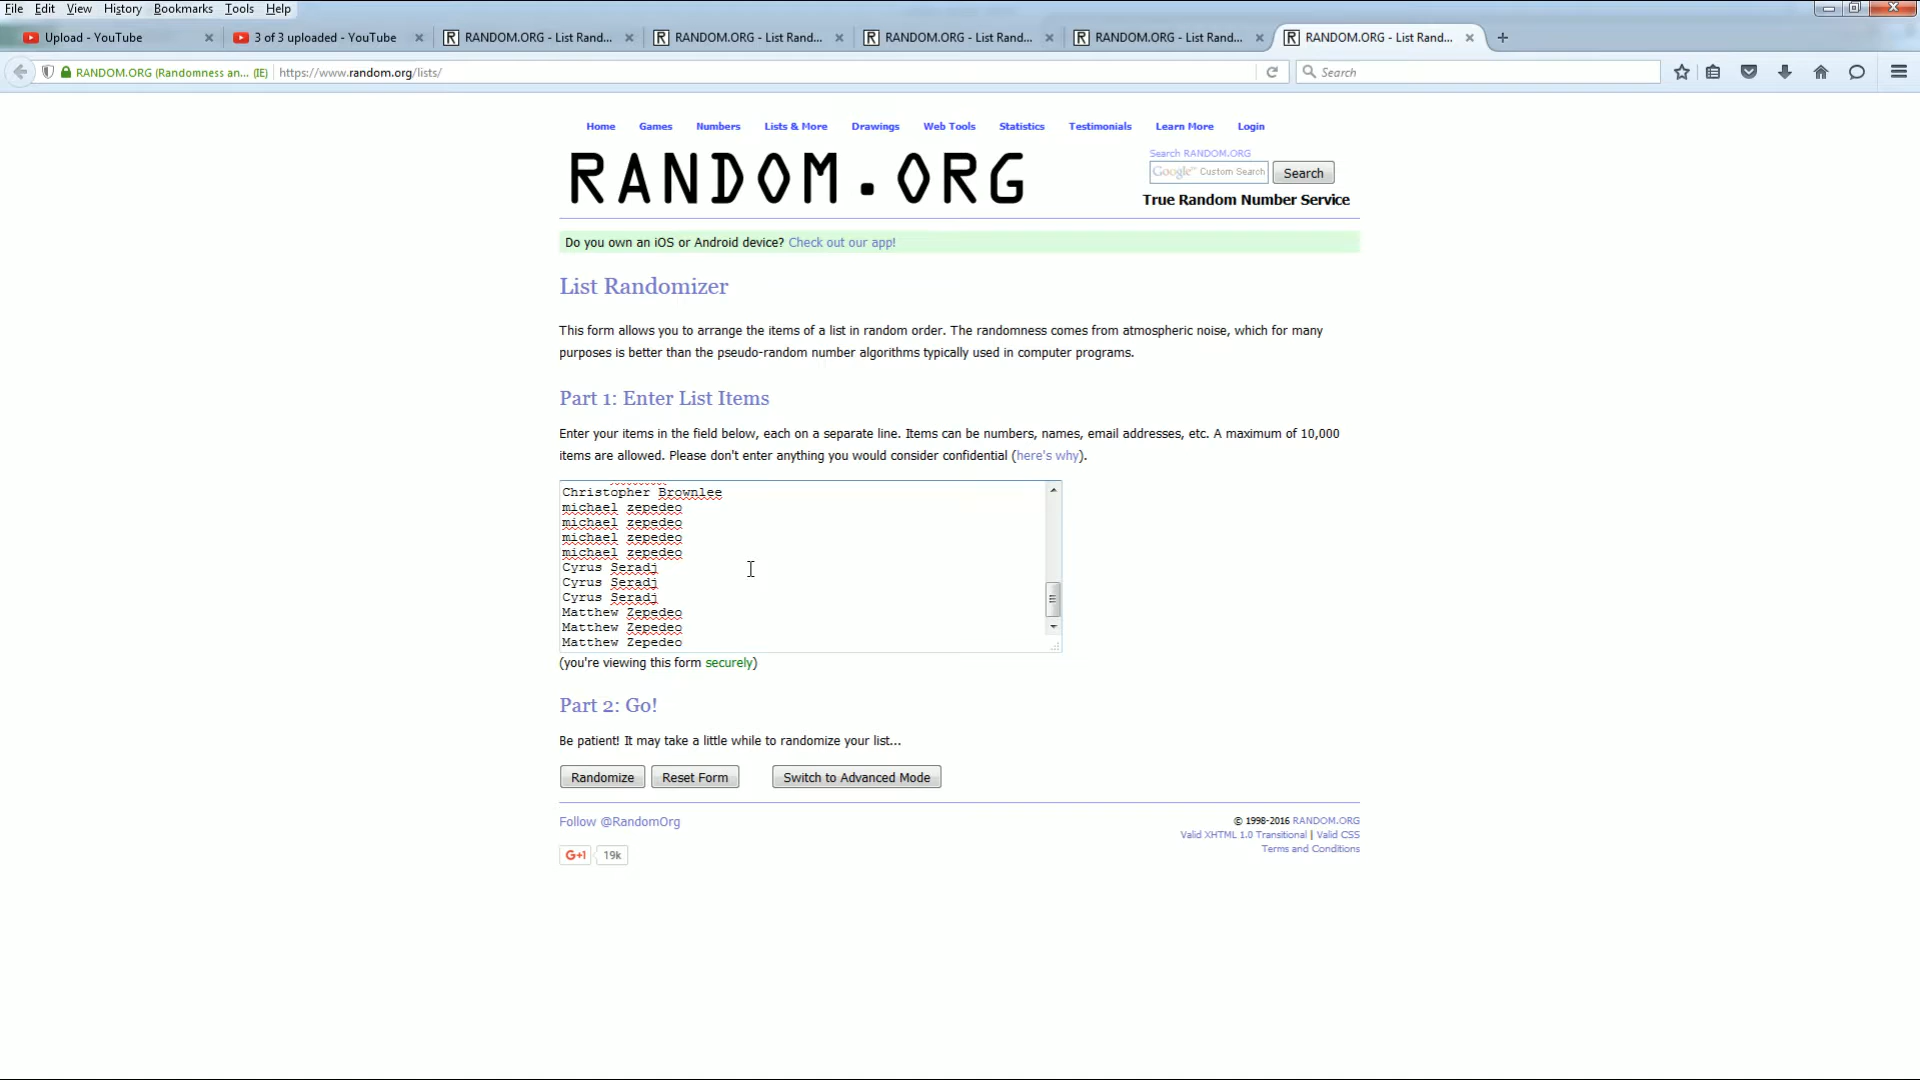 File Edit View History Bookmarks Tools Help
Upload - YouTube
3 of 3 uploaded - YouTube
RANDOM.ORG - List Rand...
RANDOM.ORG - List Rand...
RANDOM.ORG - List Rand...
RANDOM.ORG - List Rand...
RANDOM.ORG - List Rand...
RANDOM.ORG (Randomness an... (IE) https://www.random.org/lists/
Search
Home Games Numbers Lists & More Drawings Web Tools Statistics Testimonials Learn More Login
RANDOM.ORG
Search RANDOM.ORG
Google™ Custom Search
Search
True Random Number Service
Do you own an iOS or Android device? Check out our app!
List Randomizer
This form allows you to arrange the items of a list in random order. The randomness comes from atmospheric noise, which for many
purposes is better than the pseudo-random number algorithms typically used in computer programs.
Part 1: Enter List Items
Enter your items in the field below, each on a separate line. Items can be numbers, names, email addresses, etc. A maximum of 10,000
items are allowed. Please don't enter anything you would consider confidential (here's why).
Christopher Brownlee
michael zepedeo
michael zepedeo
michael zepedeo
michael zepedeo
Cyrus Seradj
Cyrus Seradj
Cyrus Seradj
Matthew Zepedeo
Matthew Zepedeo
Matthew Zepedeo
(you're viewing this form securely)
Part 2: Go!
Be patient! It may take a little while to randomize your list...
Randomize Reset Form Switch to Advanced Mode
Follow @RandomOrg
G+1 19k
© 1998-2016 RANDOM.ORG
Valid XHTML 1.0 Transitional | Valid CSS
Terms and Conditions